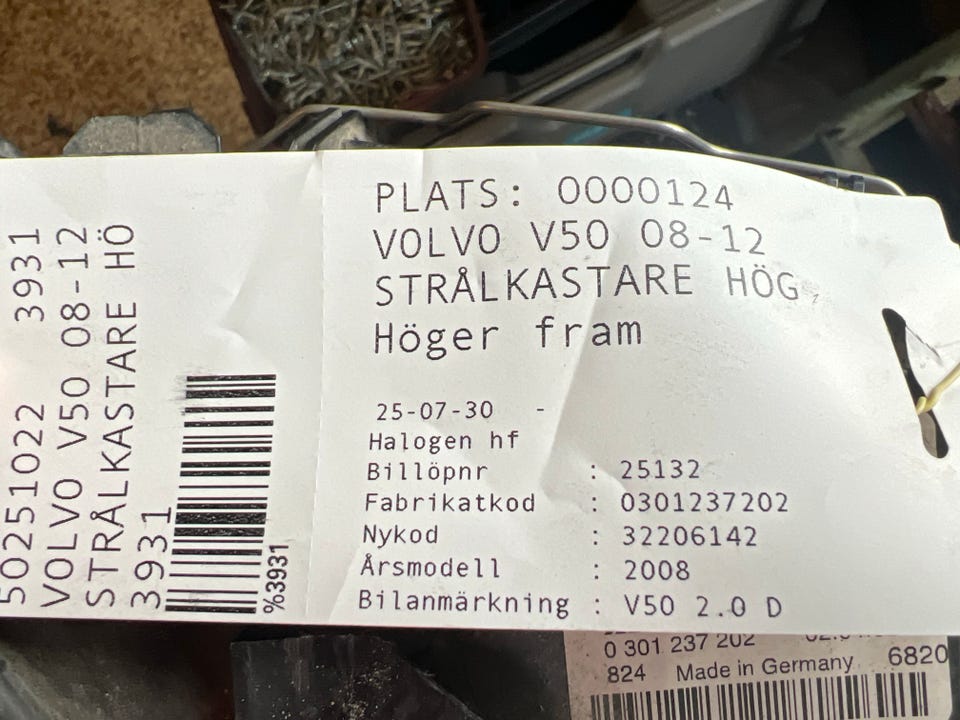 50251022 3931
VOLVO V50 08-12
STRÅLKASTARE HÖ
3931
%3931
PLATS: 0000124
VOLVO V50 08-12
STRÅLKASTARE HÖG
Höger fram
25-07-30 -
Halogen hf
Billöpnr : 25132
Fabrikatkod : 0301237202
Nykod : 32206142
Årsmodell : 2008
Bilanmärkning : V50 2.0 D
0 301 237 202
824 Made in Germany 6820